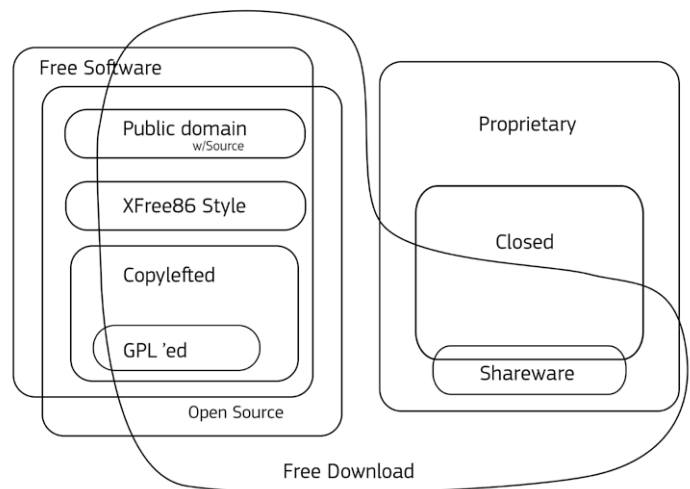 Free Software
Public domain
w/Source
XFree86 Style
Copylefted
GPL 'ed
Open Source
Proprietary
Closed
Shareware
Free Download